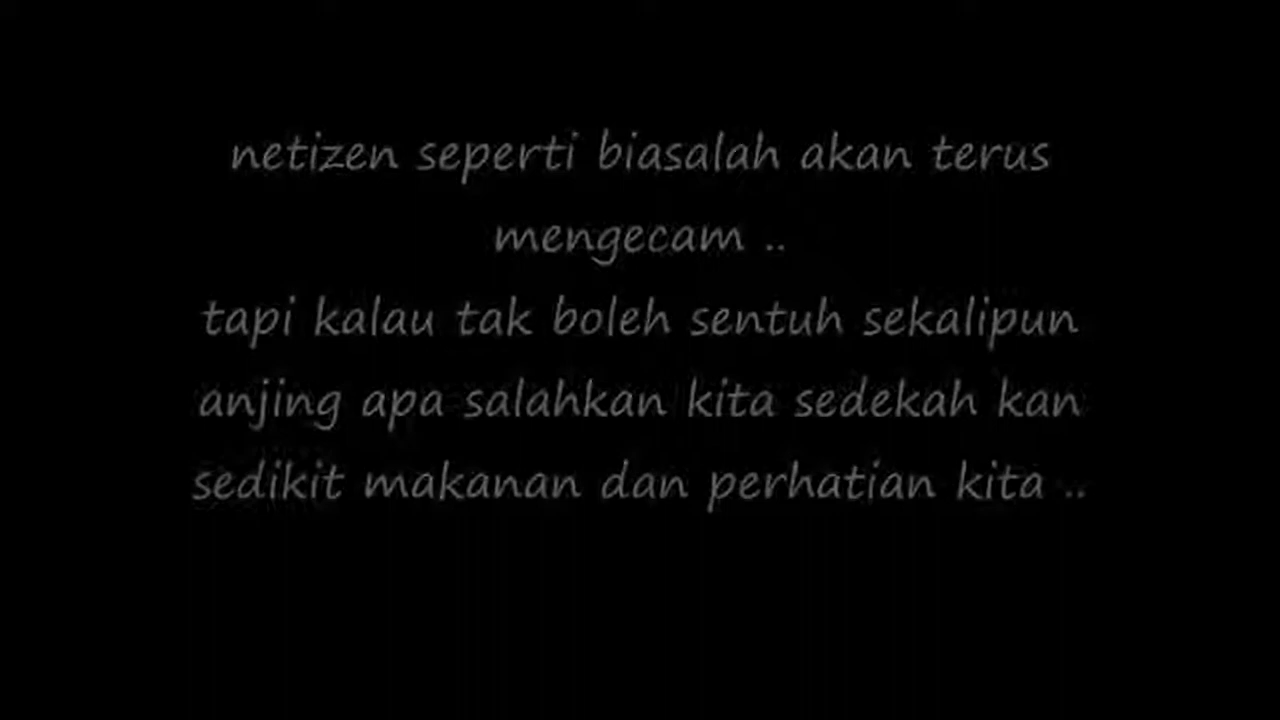 netizen seperti biasalah akan terus
mengecam ..
tapi kalau tak boleh sentuh sekalipun
anjing apa salahkan kita sedekah kan
sedikit makanan dan perhatian kita ..